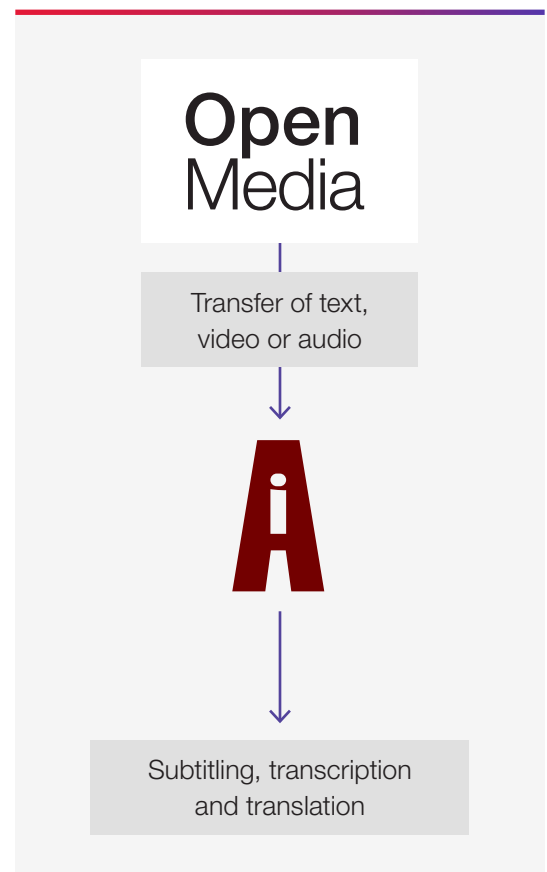 Open
Media
Transfer of text,
video or audio
Ai
Subtitling, transcription
and translation